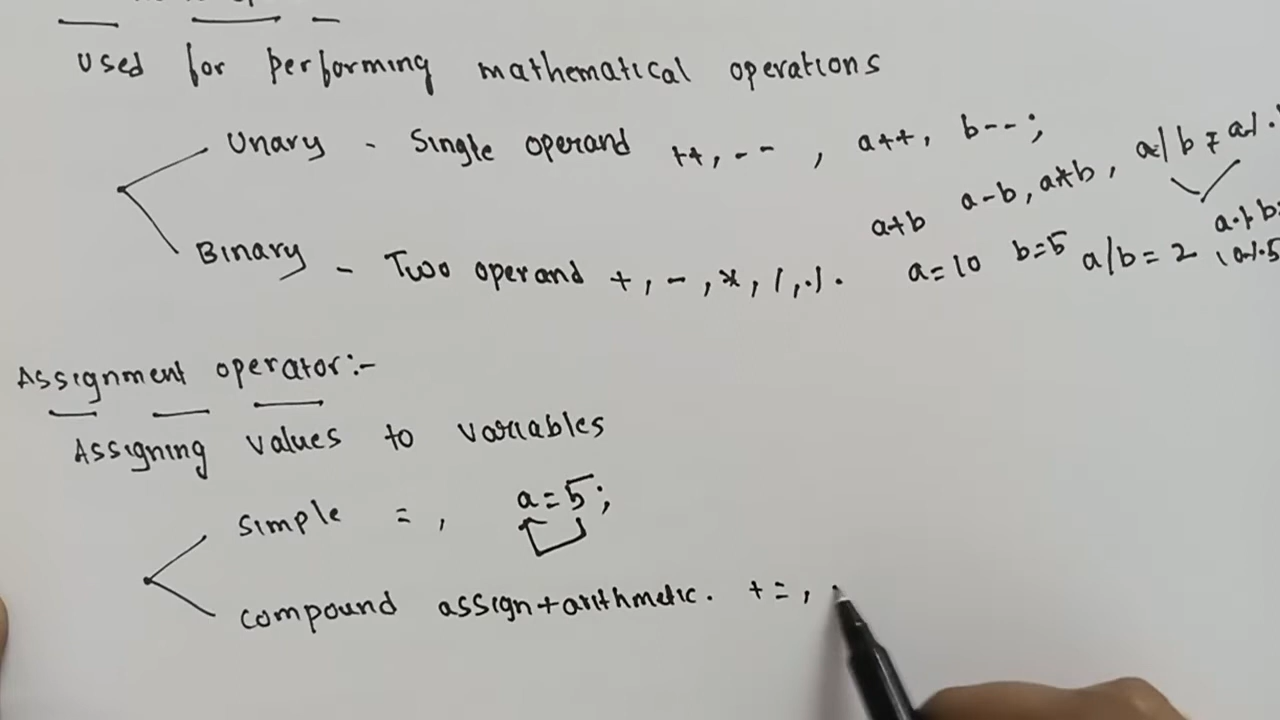 Used for performing mathematical operations
Unary - Single operand ++, -- , a++, b--;
a+b a-b, a*b, a/b
Binary - Two operand +, -, *, /, %. a=10 b=5 a/b=2
Assignment operator:-
Assigning values to variables
Simple = , a=5;
compound assign+arithmetic. +=,